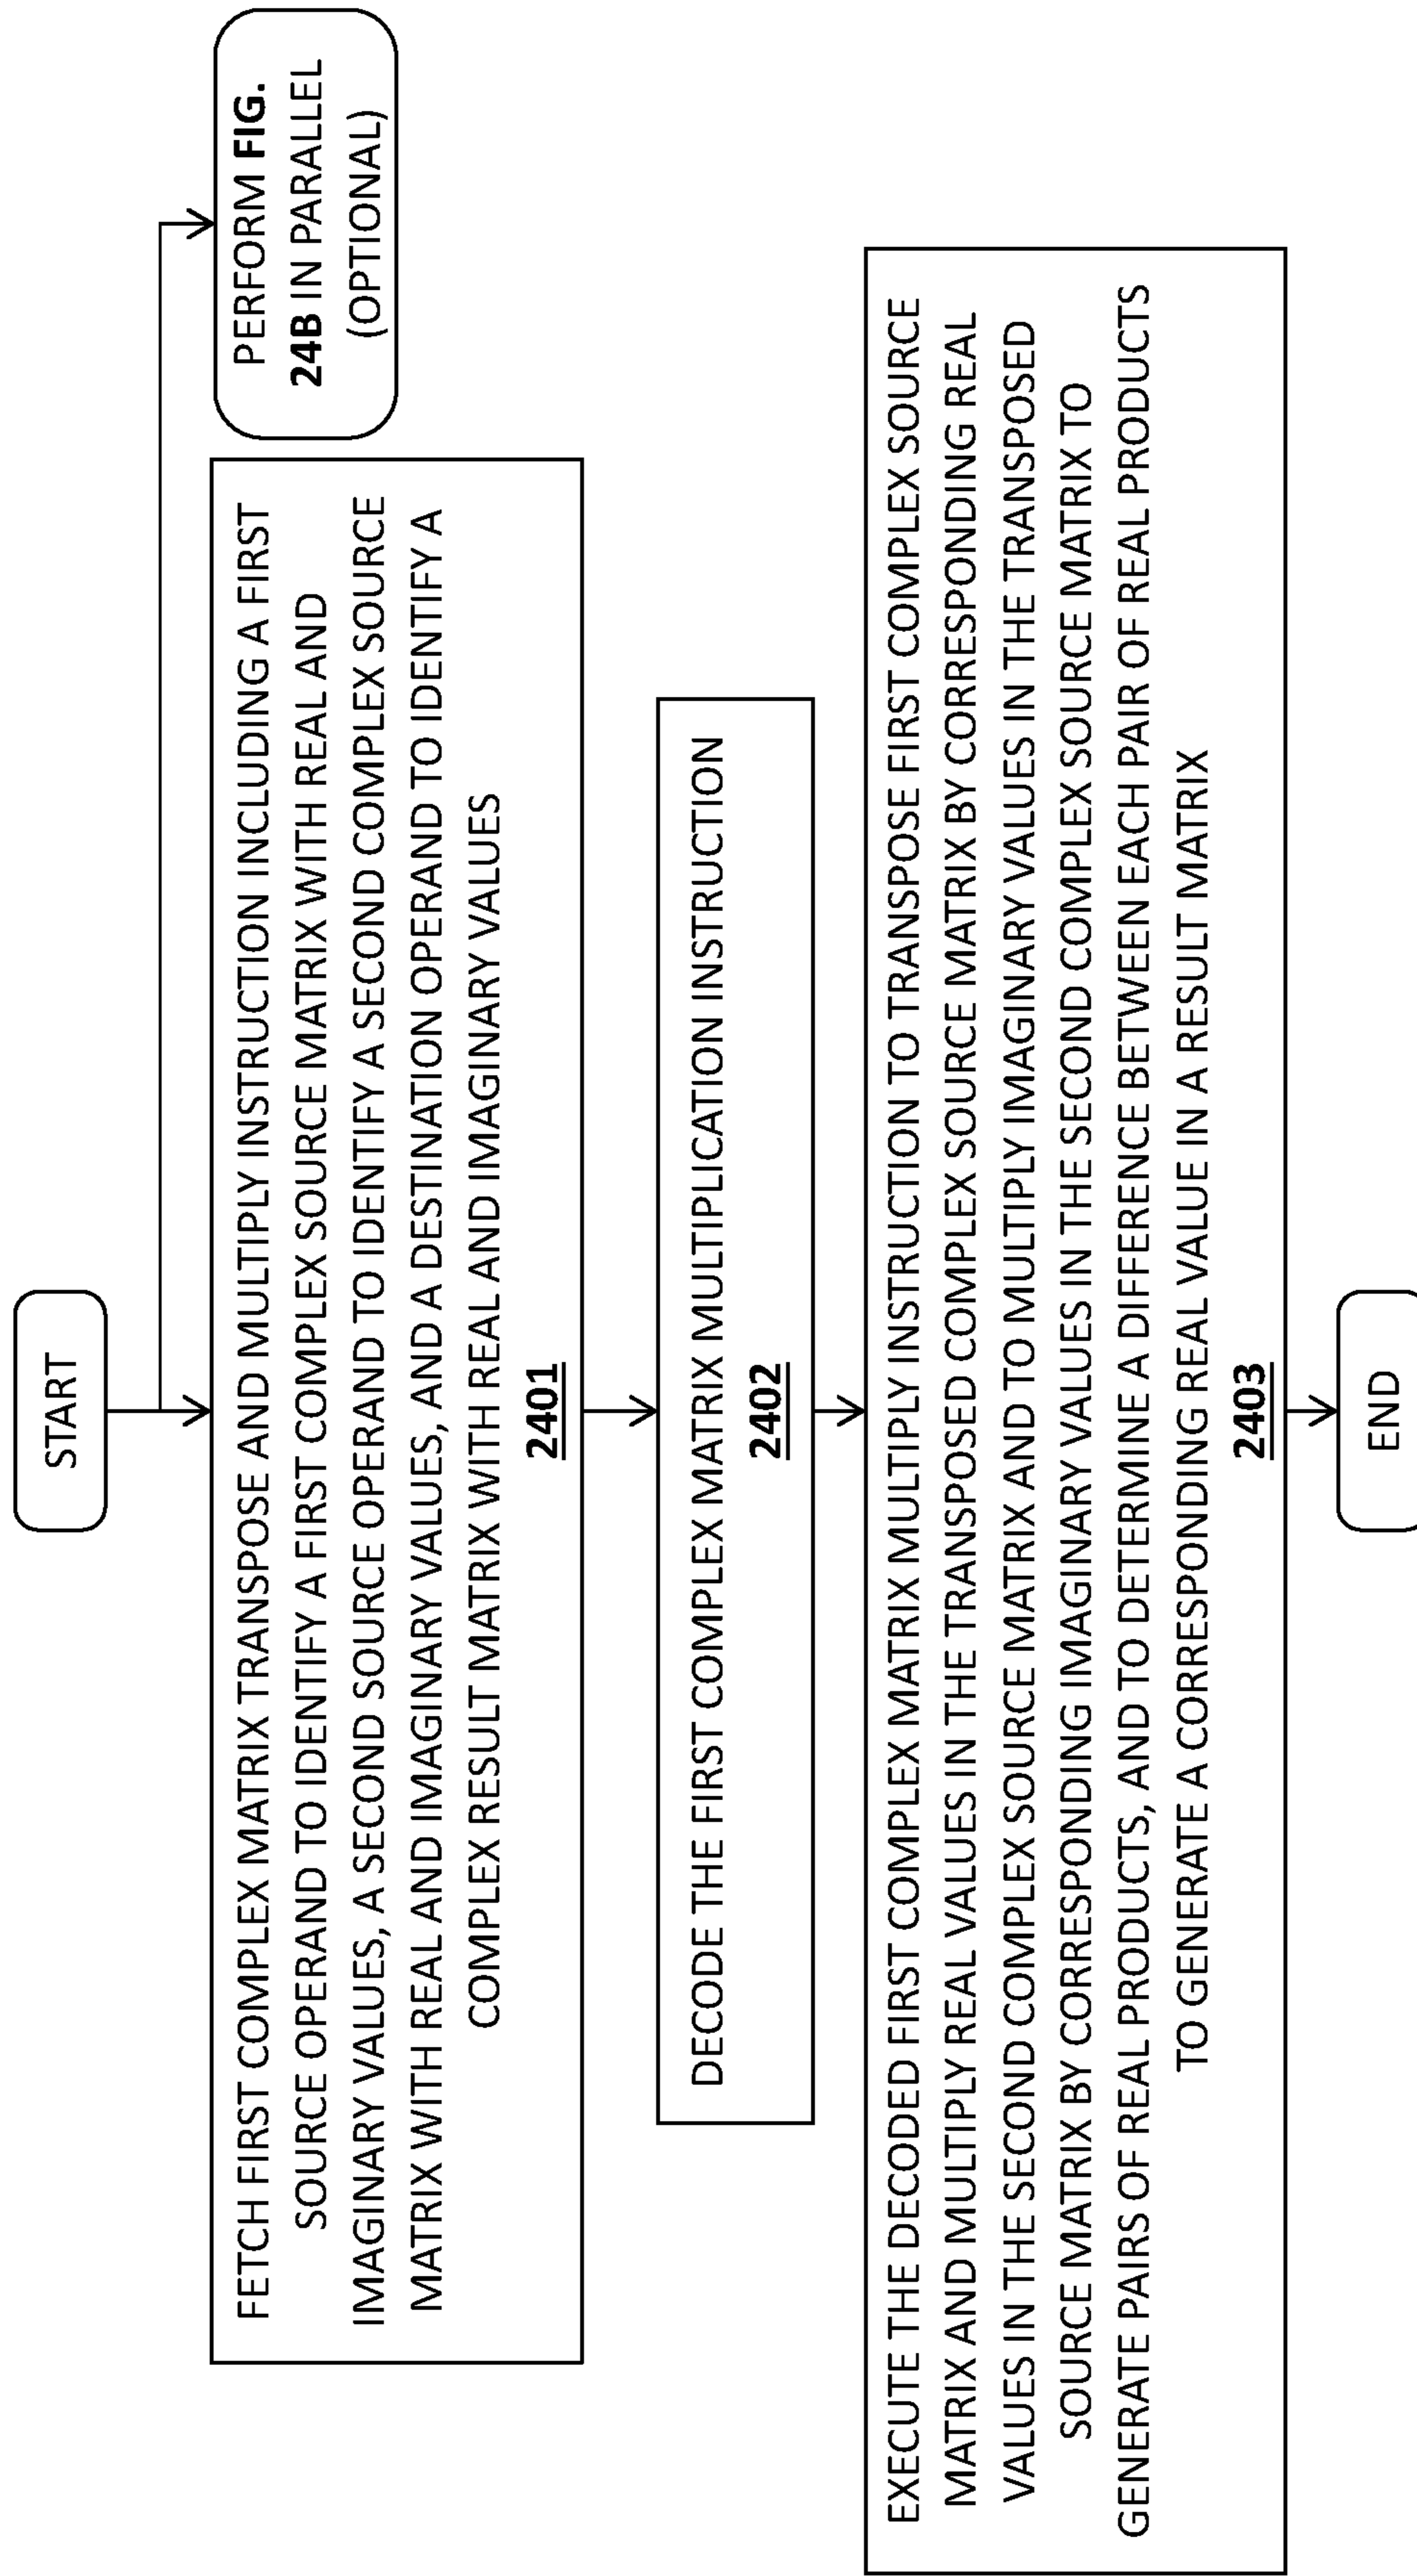 START
PERFORM FIG.
24B IN PARALLEL
(OPTIONAL)
FETCH FIRST COMPLEX MATRIX TRANSPOSE AND MULTIPLY INSTRUCTION INCLUDING A FIRST
SOURCE OPERAND TO IDENTIFY A FIRST COMPLEX SOURCE MATRIX WITH REAL AND
IMAGINARY VALUES, A SECOND SOURCE OPERAND TO IDENTIFY A SECOND COMPLEX SOURCE
MATRIX WITH REAL AND IMAGINARY VALUES, AND A DESTINATION OPERAND TO IDENTIFY A
COMPLEX RESULT MATRIX WITH REAL AND IMAGINARY VALUES
2401
DECODE THE FIRST COMPLEX MATRIX MULTIPLICATION INSTRUCTION
2402
EXECUTE THE DECODED FIRST COMPLEX MATRIX MULTIPLY INSTRUCTION TO TRANSPOSE FIRST COMPLEX SOURCE
MATRIX AND MULTIPLY REAL VALUES IN THE TRANSPOSED COMPLEX SOURCE MATRIX BY CORRESPONDING REAL
VALUES IN THE SECOND COMPLEX SOURCE MATRIX AND TO MULTIPLY IMAGINARY VALUES IN THE TRANSPOSED
SOURCE MATRIX BY CORRESPONDING IMAGINARY VALUES IN THE SECOND COMPLEX SOURCE MATRIX TO
GENERATE PAIRS OF REAL PRODUCTS, AND TO DETERMINE A DIFFERENCE BETWEEN EACH PAIR OF REAL PRODUCTS
TO GENERATE A CORRESPONDING REAL VALUE IN A RESULT MATRIX
2403
END